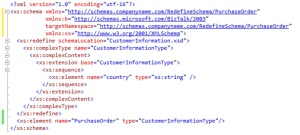 <?xml version="1.0" encoding="utf-16"?>
<xs:schema xmlns="http://schemas.companyname.com/RedefineSchema/PurchaseOrder"
xmlns:b="http://schemas.microsoft.com/BizTalk/2003"
targetNamespace="http://schemas.companyname.com/RedefineSchema/PurchaseOrder"
xmlns:xs="http://www.w3.org/2001/XMLSchema">
<xs:redefine schemaLocation="CustomerInformation.xsd">
<xs:complexType name="CustomerInformationType">
<xs:complexContent>
<xs:extension base="CustomerInformationType">
<xs:sequence>
<xs:element name="country" type="xs:string" />
</xs:sequence>
</xs:extension>
</xs:complexContent>
</xs:complexType>
</xs:redefine>
<xs:element name="PurchaseOrder" type="CustomerInformationType"/>
</xs:schema>